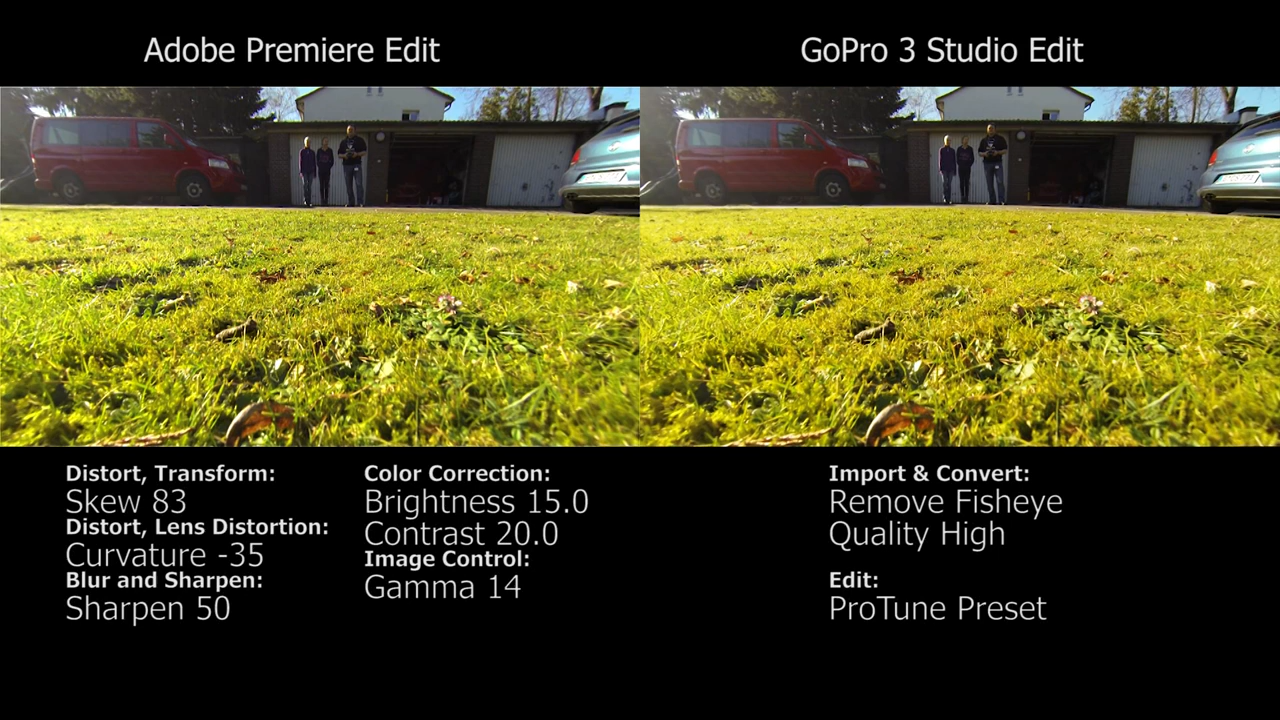 Adobe Premiere Edit
GoPro 3 Studio Edit
Distort, Transform:
Skew 83
Distort, Lens Distortion:
Curvature -35
Blur and Sharpen:
Sharpen 50
Color Correction:
Brightness 15.0
Contrast 20.0
Image Control:
Gamma 14
Import & Convert:
Remove Fisheye
Quality High
Edit:
ProTune Preset